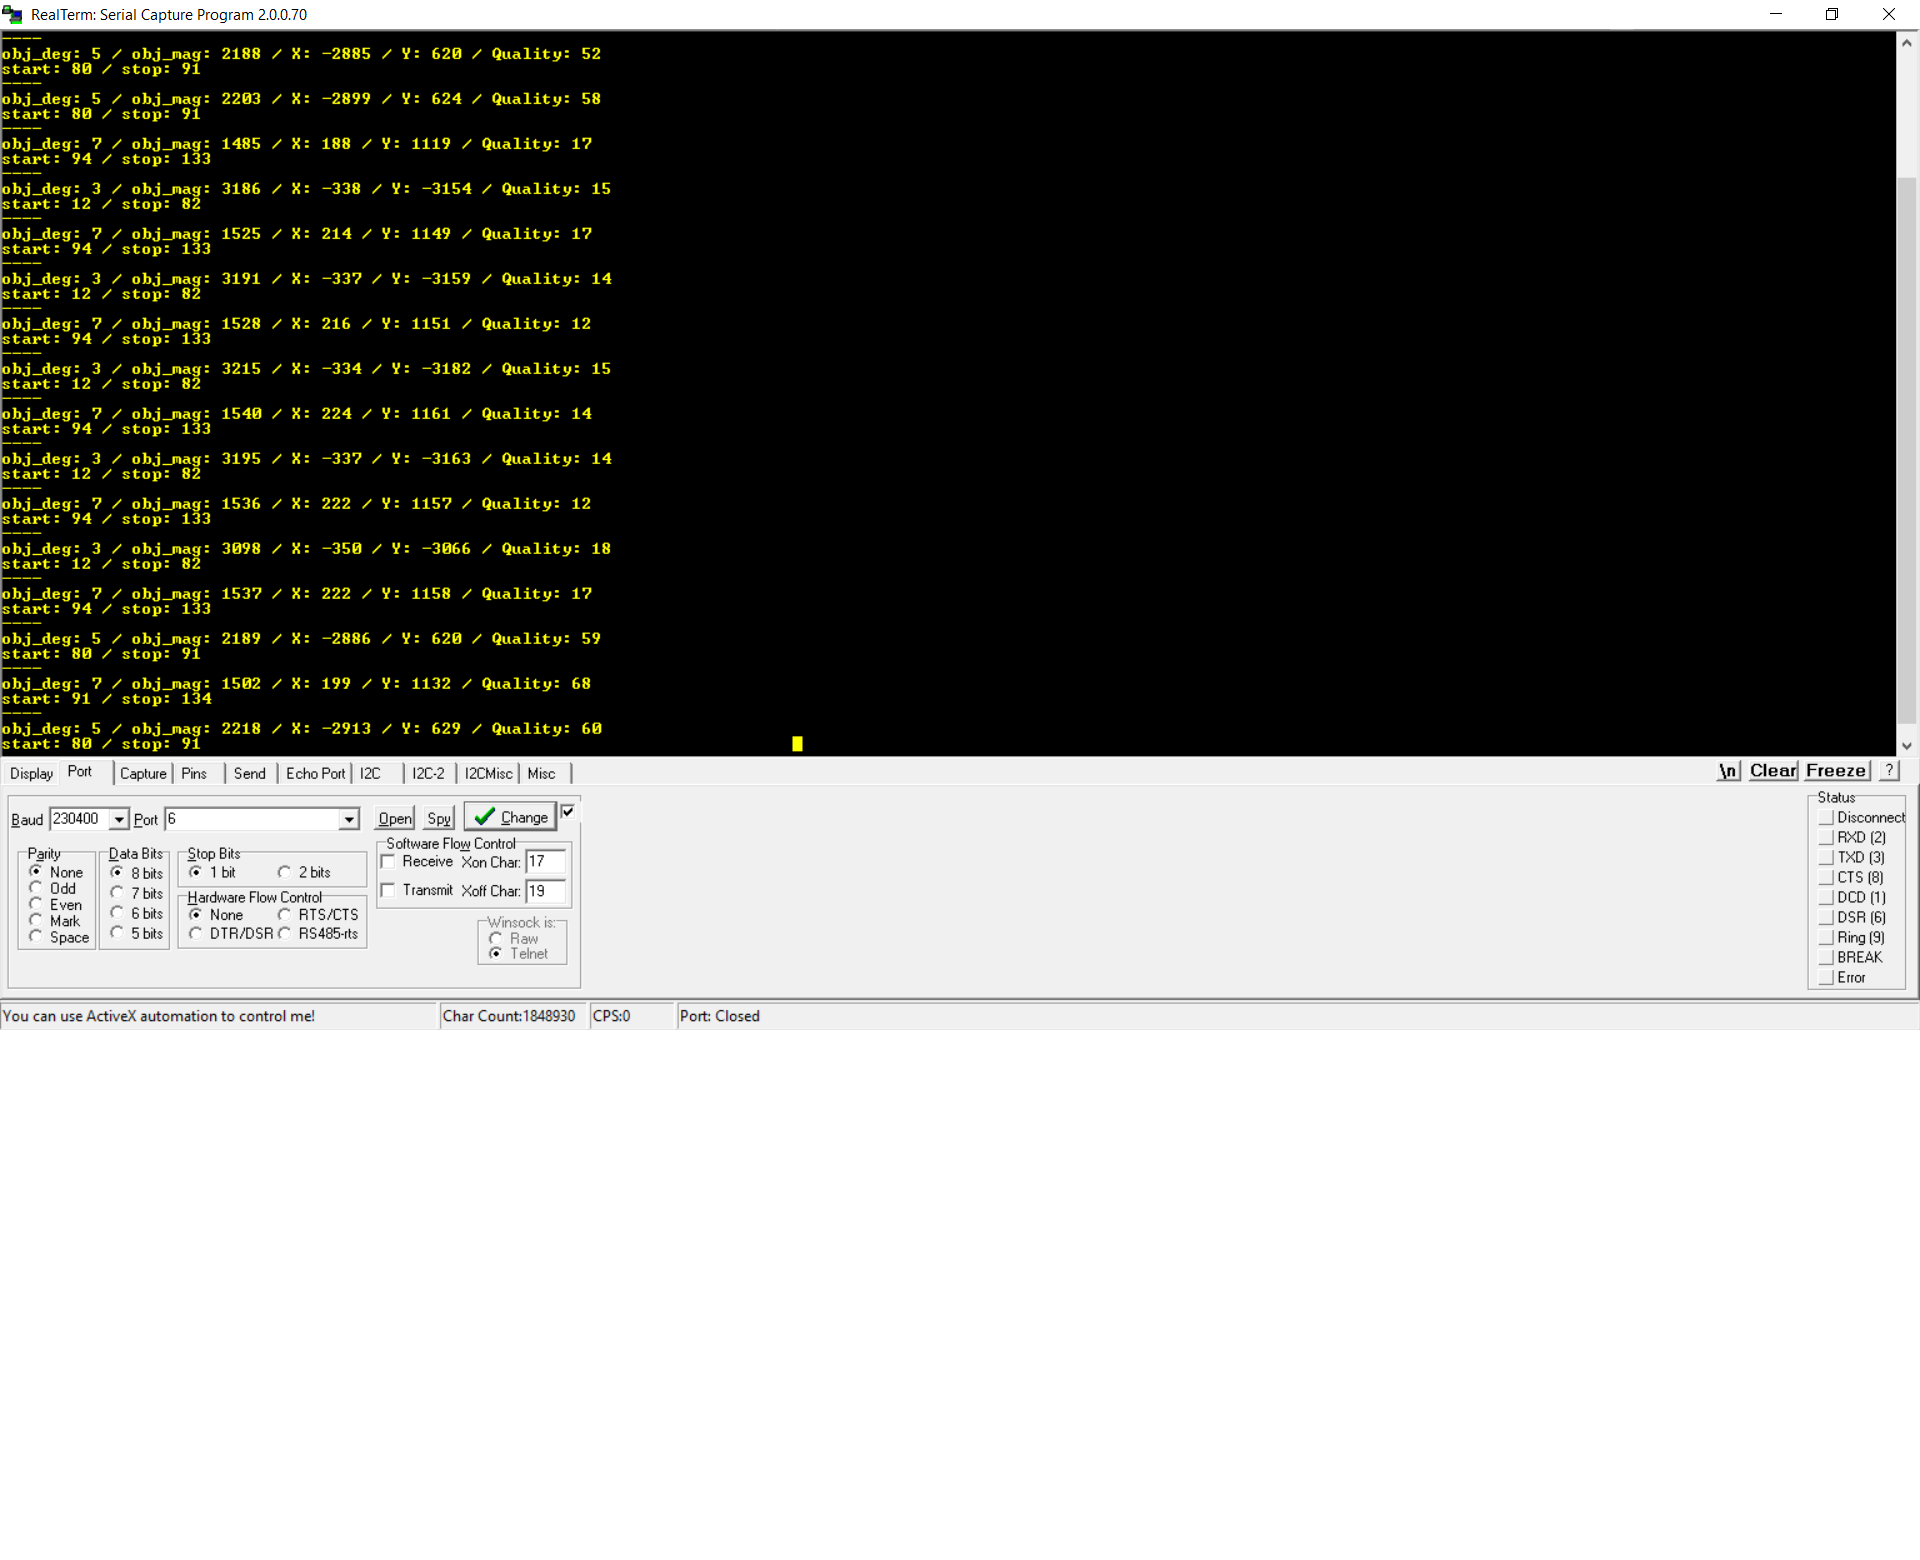 RealTerm: Serial Capture Program 2.0.0.70
----
obj_deg: 5 / obj_mag: 2188 / X: -2885 / Y: 620 / Quality: 52
start: 80 / stop: 91
----
obj_deg: 5 / obj_mag: 2203 / X: -2899 / Y: 624 / Quality: 58
start: 80 / stop: 91
----
obj_deg: 7 / obj_mag: 1485 / X: 188 / Y: 1119 / Quality: 17
start: 94 / stop: 133
----
obj_deg: 3 / obj_mag: 3186 / X: -338 / Y: -3154 / Quality: 15
start: 12 / stop: 82
----
obj_deg: 7 / obj_mag: 1525 / X: 214 / Y: 1149 / Quality: 17
start: 94 / stop: 133
----
obj_deg: 3 / obj_mag: 3191 / X: -337 / Y: -3159 / Quality: 14
start: 12 / stop: 82
----
obj_deg: 7 / obj_mag: 1528 / X: 216 / Y: 1151 / Quality: 12
start: 94 / stop: 133
----
obj_deg: 3 / obj_mag: 3215 / X: -334 / Y: -3182 / Quality: 15
start: 12 / stop: 82
----
obj_deg: 7 / obj_mag: 1540 / X: 224 / Y: 1161 / Quality: 14
start: 94 / stop: 133
----
obj_deg: 3 / obj_mag: 3195 / X: -337 / Y: -3163 / Quality: 14
start: 12 / stop: 82
----
obj_deg: 7 / obj_mag: 1536 / X: 222 / Y: 1157 / Quality: 12
start: 94 / stop: 133
----
obj_deg: 3 / obj_mag: 3098 / X: -350 / Y: -3066 / Quality: 18
start: 12 / stop: 82
----
obj_deg: 7 / obj_mag: 1537 / X: 222 / Y: 1158 / Quality: 17
start: 94 / stop: 133
----
obj_deg: 5 / obj_mag: 2189 / X: -2886 / Y: 620 / Quality: 59
start: 80 / stop: 91
----
obj_deg: 7 / obj_mag: 1502 / X: 199 / Y: 1132 / Quality: 68
start: 91 / stop: 134
----
obj_deg: 5 / obj_mag: 2218 / X: -2913 / Y: 629 / Quality: 60
start: 80 / stop: 91
Display Port Capture Pins Send Echo Port I2C I2C-2 I2CMisc Misc \n Clear Freeze ?
Baud 230400 Port 6 Open Spy Change
Parity
None
Odd
Even
Mark
Space
Data Bits
8 bits
7 bits
6 bits
5 bits
Stop Bits
1 bit 2 bits
Hardware Flow Control
None RTS/CTS
DTR/DSR RS485-rts
Software Flow Control
Receive Xon Char: 17
Transmit Xoff Char: 19
Winsock is:
Raw
Telnet
Status
Disconnect
RXD (2)
TXD (3)
CTS (8)
DCD (1)
DSR (6)
Ring (9)
BREAK
Error
You can use ActiveX automation to control me! Char Count:1848930 CPS:0 Port: Closed